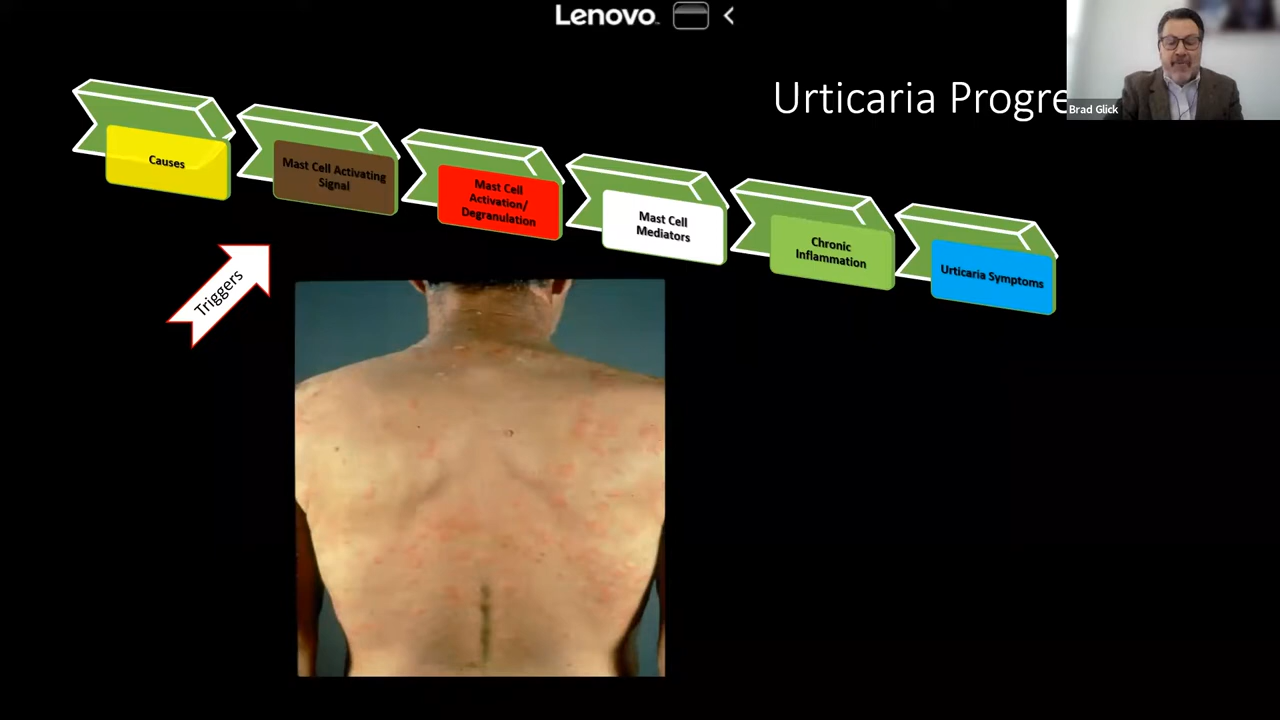 Lenovo
Urticaria Progre
Brad Glick
Causes
Mast Cell Activating
Signal
Mast Cell
Activation/
Degranulation
Mast Cell
Mediators
Chronic
Inflammation
Urticaria Symptoms
Triggers